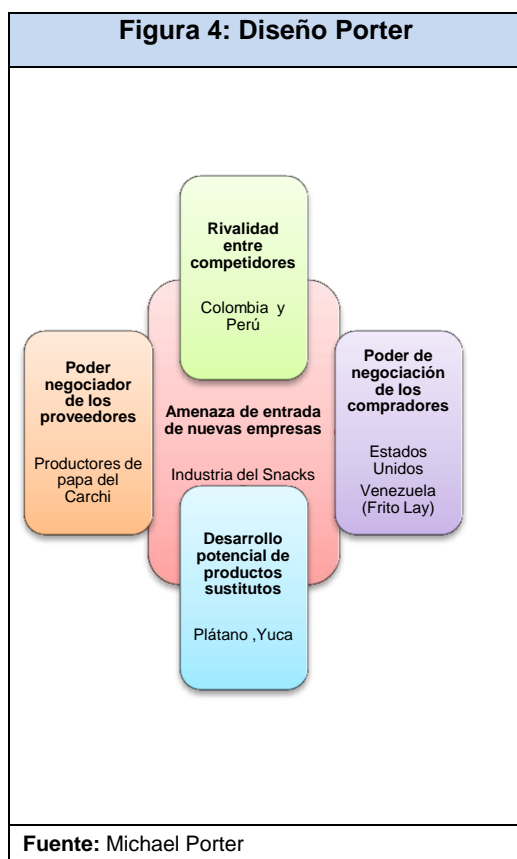 Figura 4: Diseño Porter
Rivalidad
entre
competidores
Colombia y
Perú
Poder
negociador
de los
proveedores
Productores de
papa del
Carchi
Amenaza de entrada
de nuevas empresas
Industria del Snacks
Poder de
negociación
de los
compradores
Estados
Unidos
Venezuela
(Frito Lay)
Desarrollo
potencial de
productos
sustitutos
Plátano ,Yuca
Fuente: Michael Porter